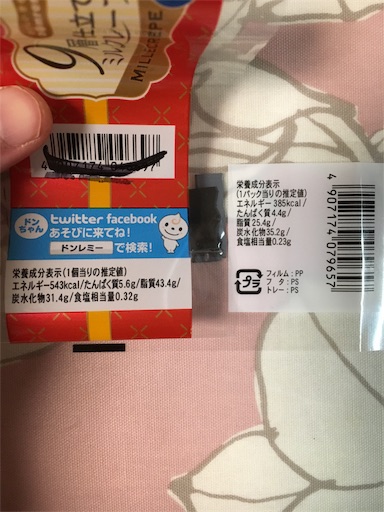 9層仕立て
ミルクレープ
MILLECREPE
ドン
ちゃん
twitter facebook
あそびに来てね!
ドンレミー で検索!
栄養成分表示(1個当りの推定値)
エネルギー543kcal/たんぱく質5.6g/脂質43.4g/
炭水化物31.4g/食塩相当量0.32g
栄養成分表示
(1パック当りの推定値)
エネルギー 385kcal/
たんぱく質 4.4g/
脂質 25.4g/
炭水化物35.2g/
食塩相当量0.23g
プラ
フィルム:PP
フタ:PS
トレー:PS
4 907174 079657